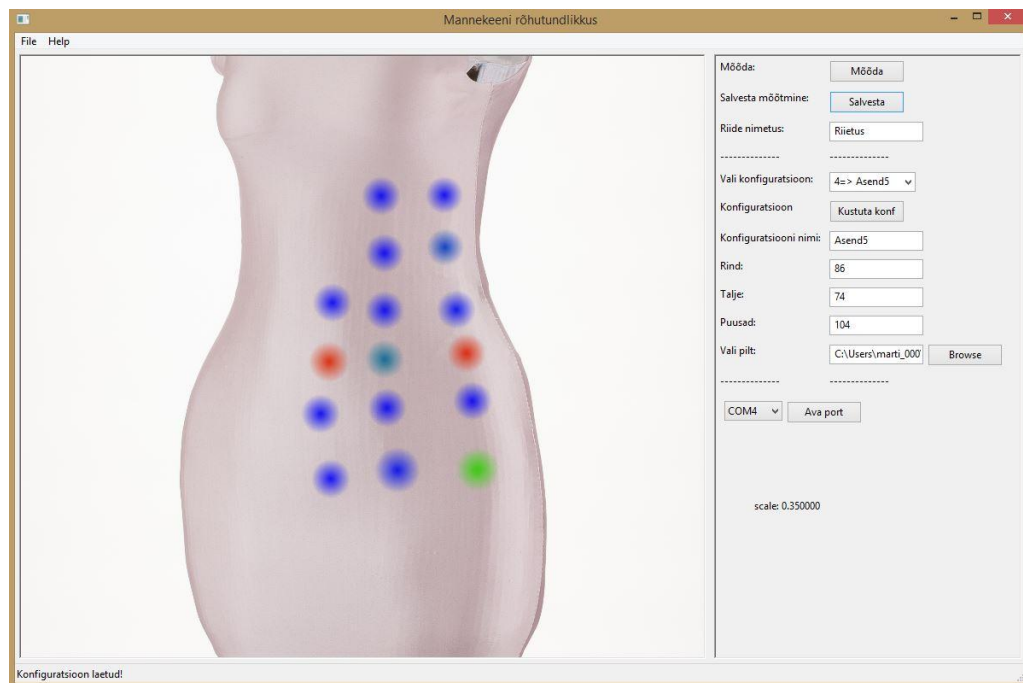 Mannekeeni rõhutundlikkus
File Help
Mõõda: Mõõda
Salvesta mõõtmine: Salvesta
Riide nimetus: Riietus
-------------- --------------
Vali konfiguratsioon: 4=> Asend5
Konfiguratsioon Kustuta konf
Konfiguratsiooni nimi: Asend5
Rind: 86
Talje: 74
Puusad: 104
Vali pilt: C:\Users\marti_000 Browse
-------------- --------------
COM4 Ava port
scale: 0.350000
Konfiguratsioon laetud!